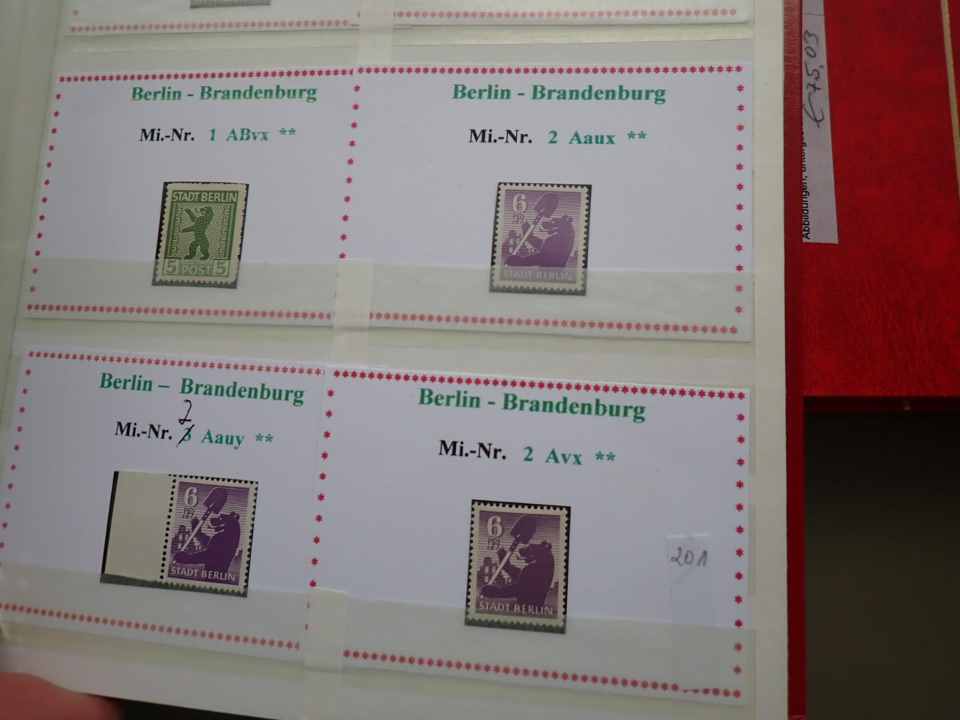 Berlin - Brandenburg
Mi.-Nr. 1 ABvx **
STADT BERLIN
5 POST 5
Berlin - Brandenburg
Mi.-Nr. 2 Aaux **
6
STADT BERLIN
€ 75,03
Abbildungen,
Berlin – Brandenburg
2
Mi.-Nr. 3 Aauy **
6
STADT BERLIN
Berlin - Brandenburg
Mi.-Nr. 2 Avx **
6
STADT BERLIN
201